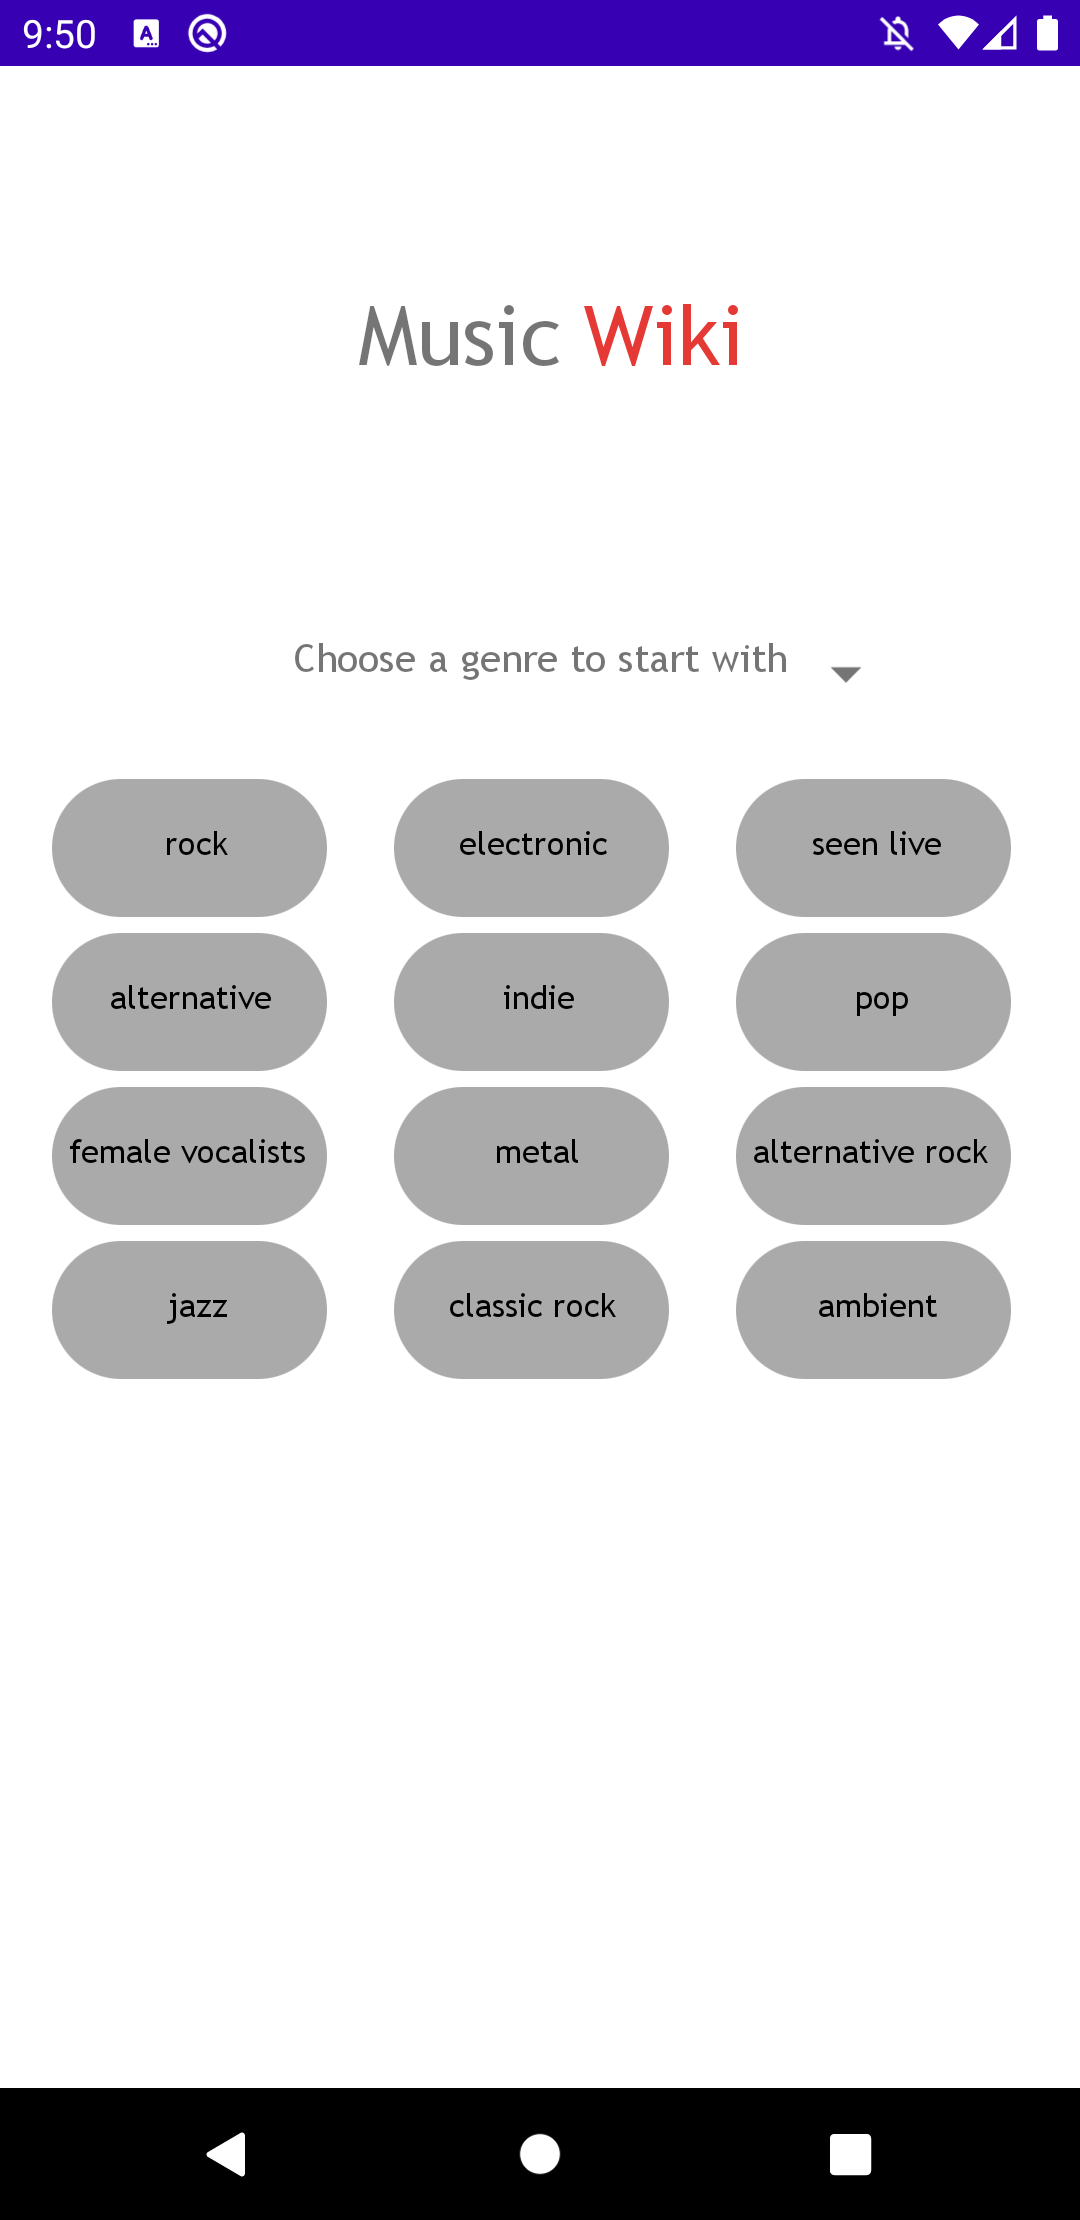 9:50
Music Wiki
Choose a genre to start with
rock electronic seen live
alternative indie pop
female vocalists metal alternative rock
jazz classic rock ambient